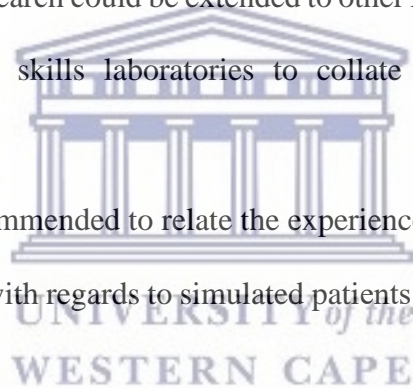 earch could be extended to other
skills laboratories to collate
mmended to relate the experience
with regards to simulated patients
UNIVERSITY of the
WESTERN CAPE